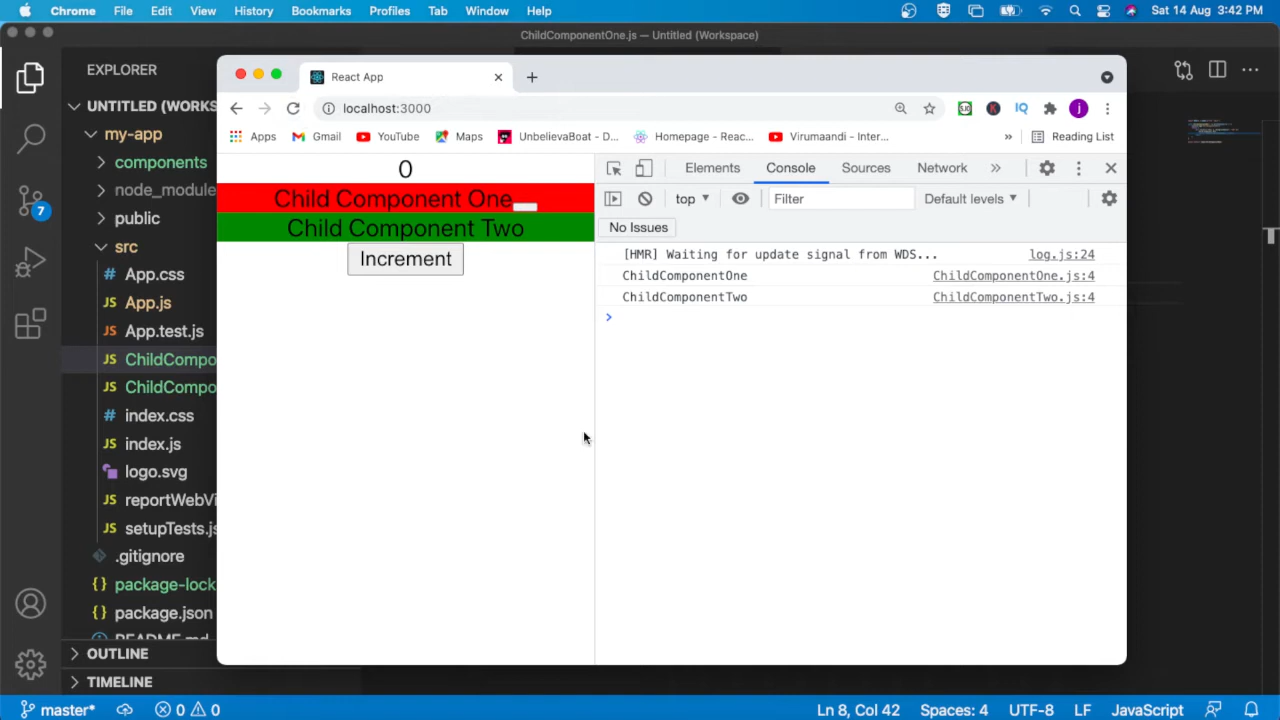 Chrome File Edit View History Bookmarks Profiles Tab Window Help Sat 14 Aug 3:42 PM
ChildComponentOne.js — Untitled (Workspace)
EXPLORER
UNTITLED (WORKS
my-app
components
node_module
public
src
App.css
App.js
App.test.js
ChildCompo
ChildCompo
index.css
index.js
logo.svg
reportWebVi
setupTests.js
.gitignore
package-lock
package.json
README.md
OUTLINE
TIMELINE
7
React App
localhost:3000
SJO K IQ j
Apps Gmail YouTube Maps UnbelievaBoat - D... Homepage - Reac... Virumaandi - Inter... » Reading List
0
Child Component One
Child Component Two
Increment
Elements Console Sources Network »
top Filter Default levels
No Issues
[HMR] Waiting for update signal from WDS... log.js:24
ChildComponentOne ChildComponentOne.js:4
ChildComponentTwo ChildComponentTwo.js:4
master* 0 0 Ln 8, Col 42 Spaces: 4 UTF-8 LF JavaScript